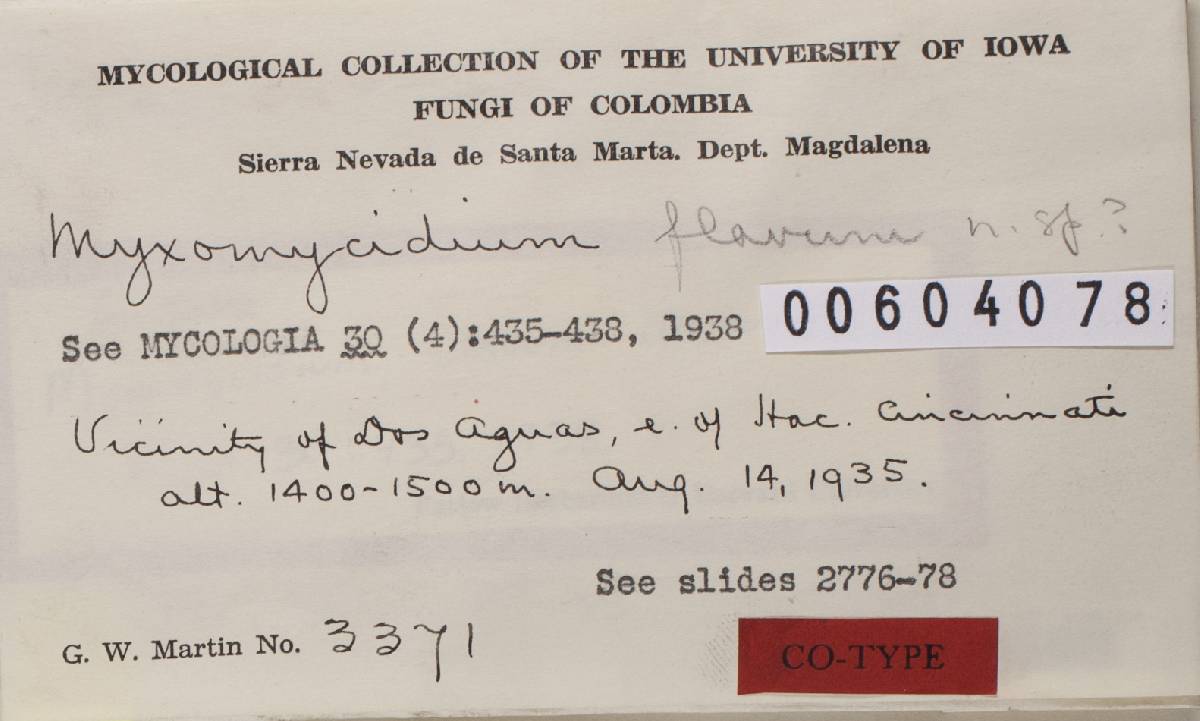 MYCOLOGICAL COLLECTION OF THE UNIVERSITY OF IOWA
FUNGI OF COLOMBIA
Sierra Nevada de Santa Marta. Dept. Magdalena
Myxomycidium flavum n. sp.?
See MYCOLOGIA 30 (4):435-438, 1938
00604078
Vicinity of Dos Aguas, e. of Hac. Cincinnati
alt. 1400-1500 m. Aug. 14, 1935.
See slides 2776-78
G. W. Martin No. 3371
CO-TYPE